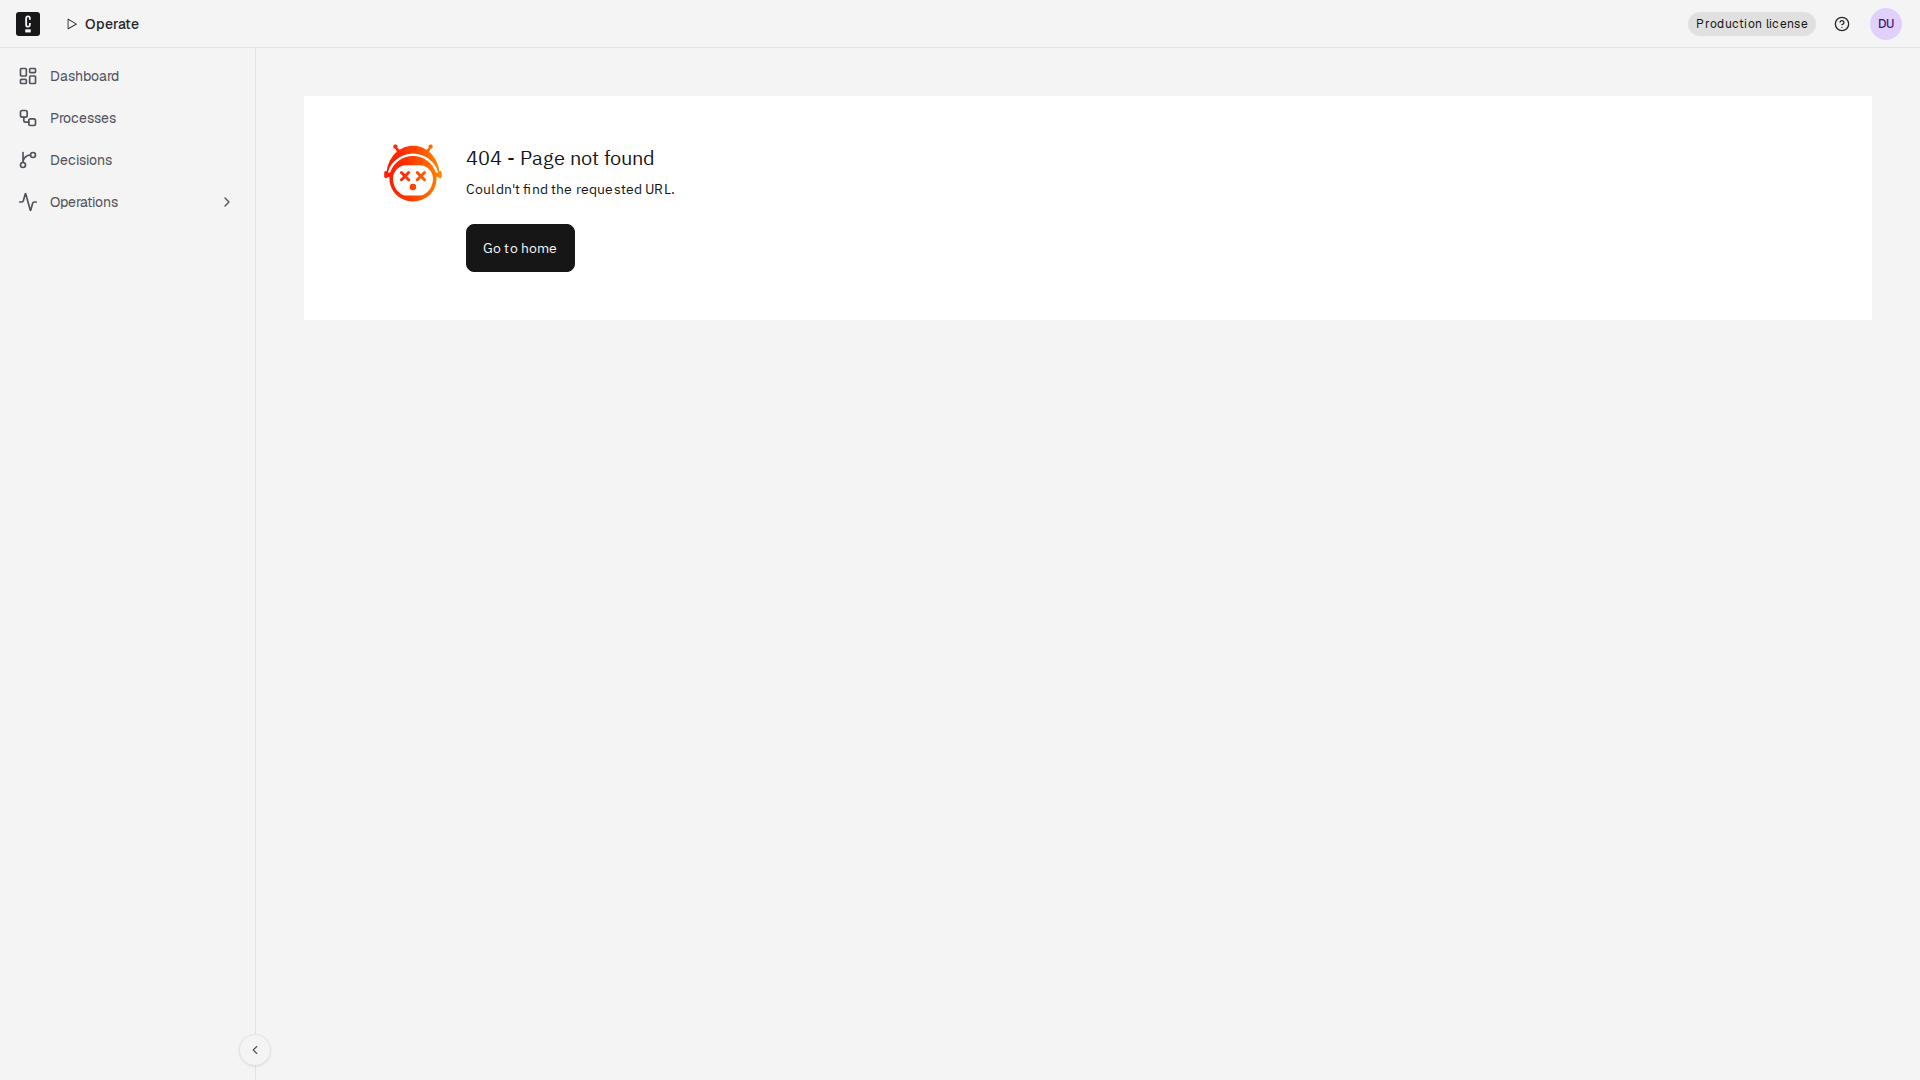 Operate
Production license
DU
Dashboard
Processes
Decisions
Operations
404 - Page not found
Couldn't find the requested URL.
Go to home